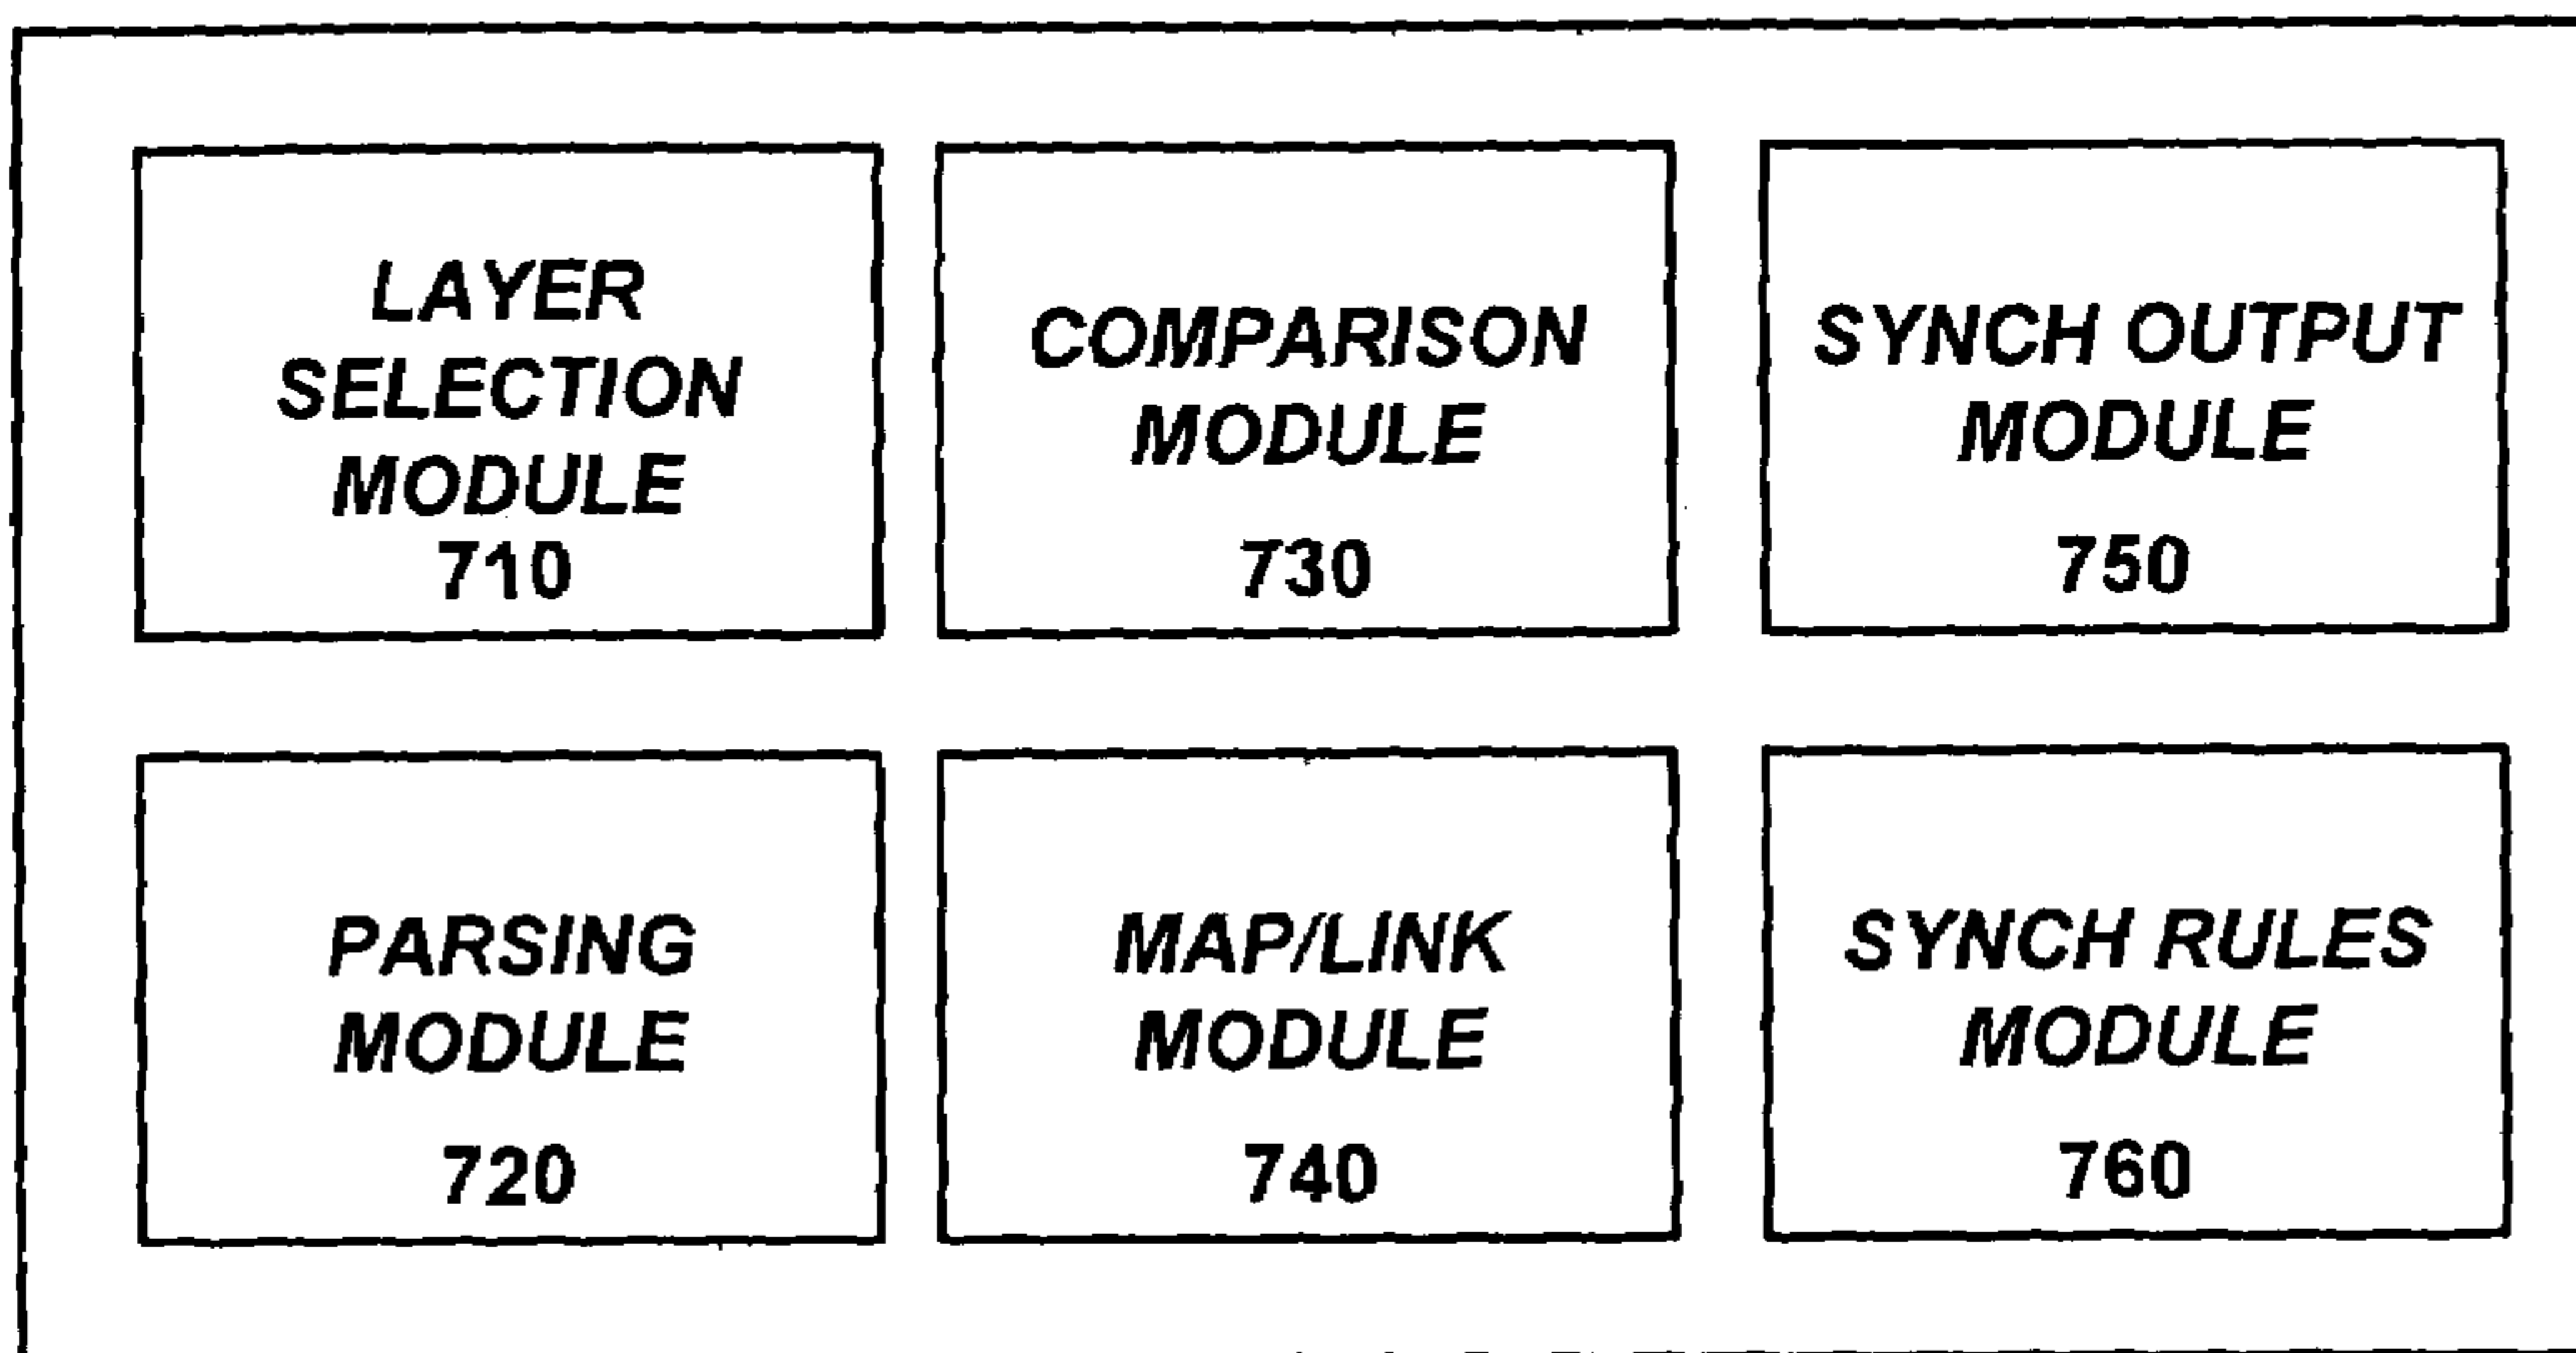 LAYER
SELECTION
MODULE
710
COMPARISON
MODULE
730
SYNCH OUTPUT
MODULE
750
PARSING
MODULE
720
MAP/LINK
MODULE
740
SYNCH RULES
MODULE
760